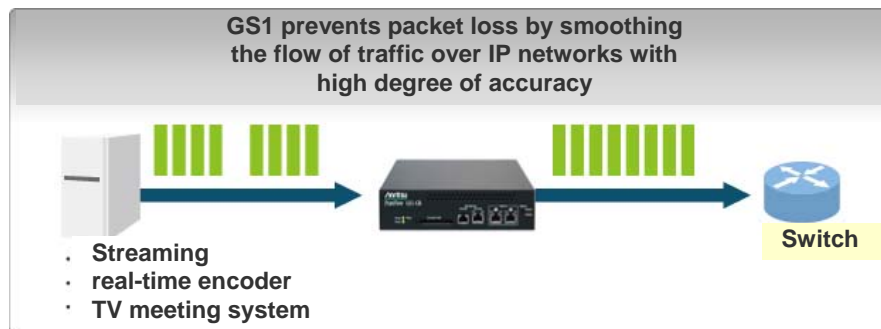 GS1 prevents packet loss by smoothing
the flow of traffic over IP networks with
high degree of accuracy
Anritsu
Switch
· Streaming
· real-time encoder
· TV meeting system